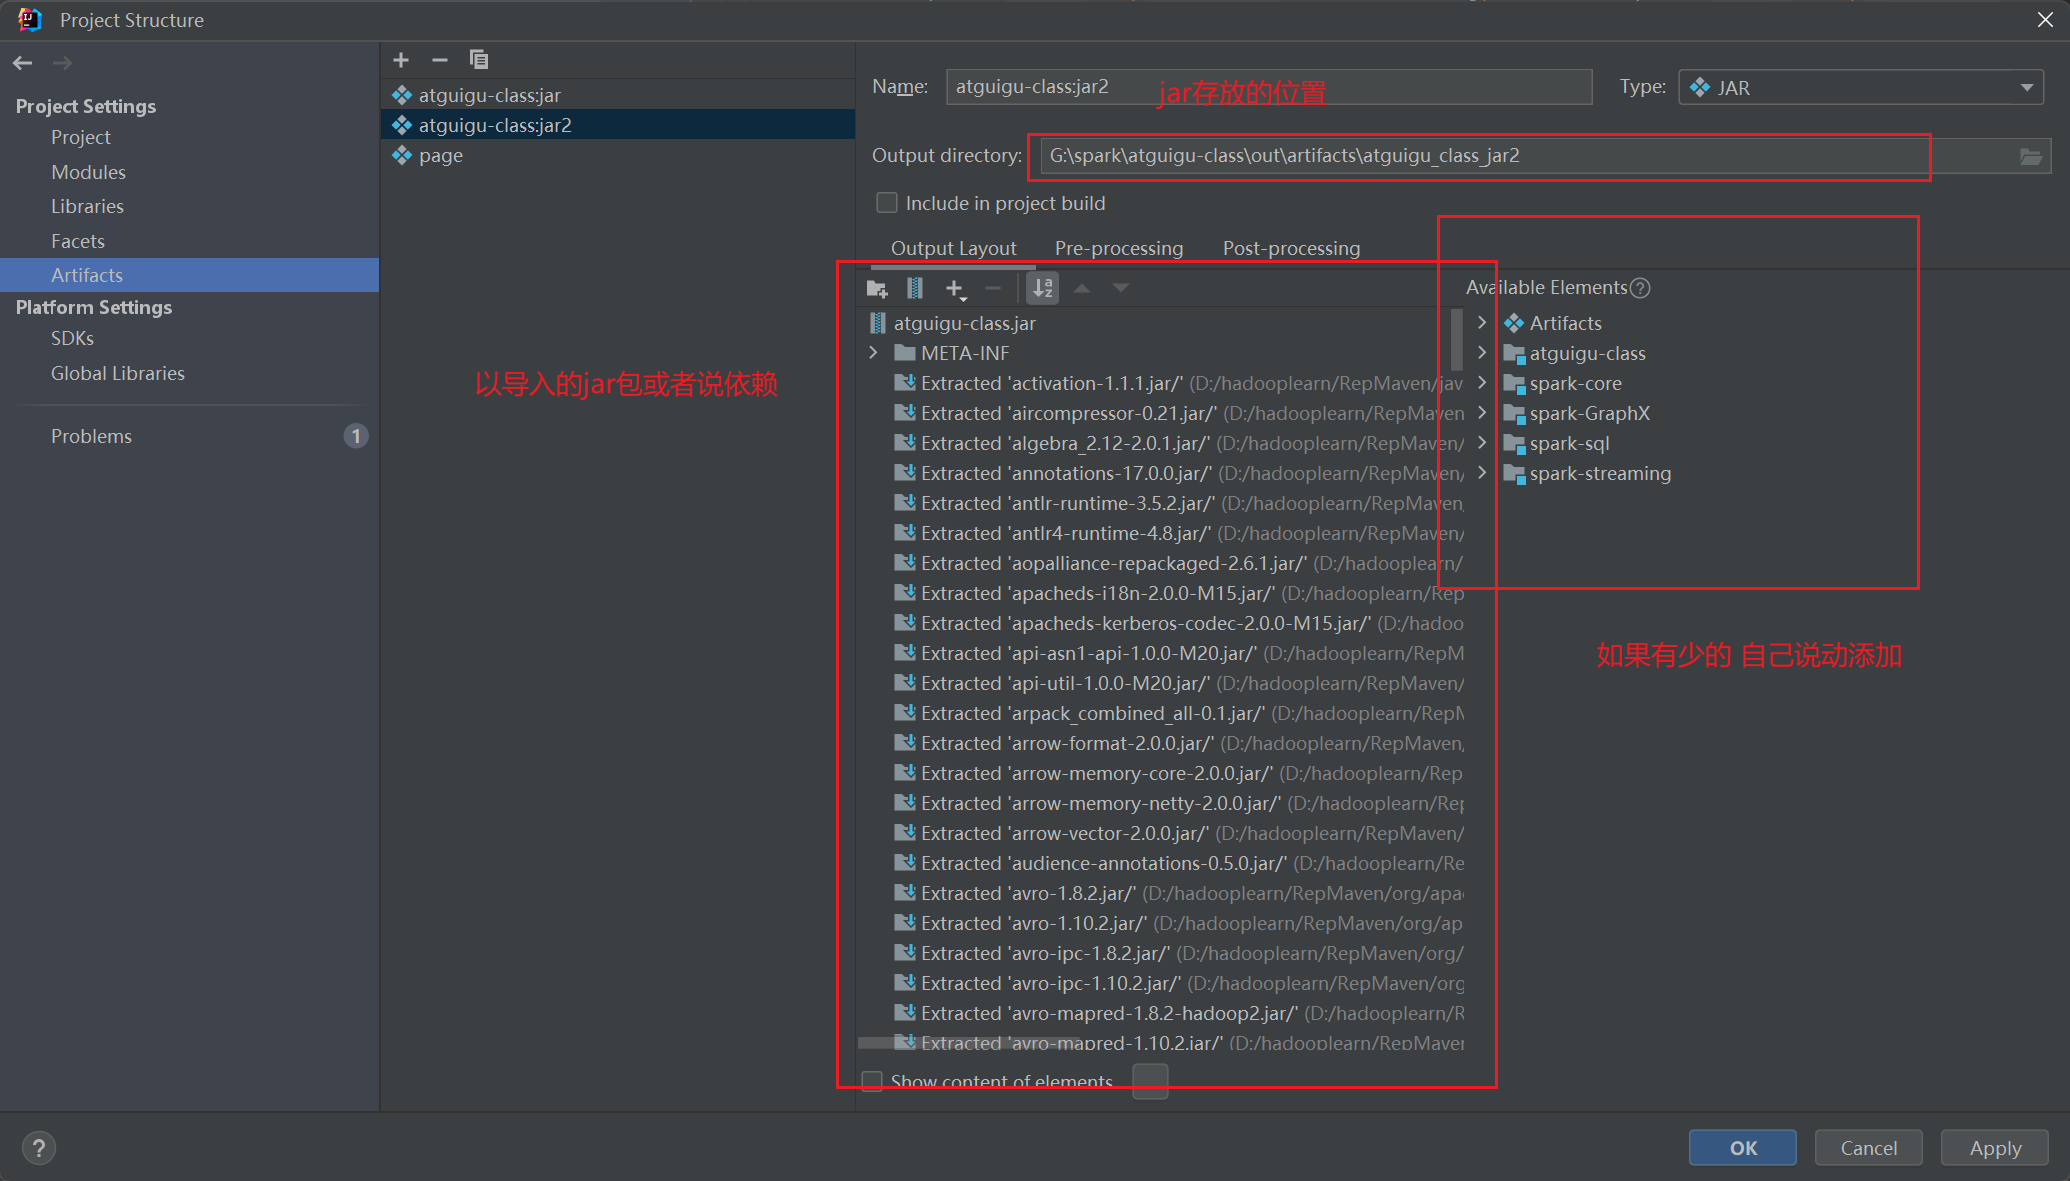 Project Structure
Project Settings
Project
Modules
Libraries
Facets
Artifacts
Platform Settings
SDKs
Global Libraries
Problems
1
atguigu-class:jar
atguigu-class:jar2
page
以导入的jar包或者说依赖
Name: atguigu-class:jar2
jar存放的位置
Type: JAR
Output directory: G:\spark\atguigu-class\out\artifacts\atguigu_class_jar2
Include in project build
Output Layout Pre-processing Post-processing
atguigu-class.jar
META-INF
Extracted 'activation-1.1.1.jar/' (D:/hadooplearn/RepMaven/jav
Extracted 'aircompressor-0.21.jar/' (D:/hadooplearn/RepMaven
Extracted 'algebra_2.12-2.0.1.jar/' (D:/hadooplearn/RepMaven/
Extracted 'annotations-17.0.0.jar/' (D:/hadooplearn/RepMaven/
Extracted 'antlr-runtime-3.5.2.jar/' (D:/hadooplearn/RepMaven
Extracted 'antlr4-runtime-4.8.jar/' (D:/hadooplearn/RepMaven/
Extracted 'aopalliance-repackaged-2.6.1.jar/' (D:/hadooplearn/
Extracted 'apacheds-i18n-2.0.0-M15.jar/' (D:/hadooplearn/Rep
Extracted 'apacheds-kerberos-codec-2.0.0-M15.jar/' (D:/hadoo
Extracted 'api-asn1-api-1.0.0-M20.jar/' (D:/hadooplearn/RepM
Extracted 'api-util-1.0.0-M20.jar/' (D:/hadooplearn/RepMaven/
Extracted 'arpack_combined_all-0.1.jar/' (D:/hadooplearn/RepM
Extracted 'arrow-format-2.0.0.jar/' (D:/hadooplearn/RepMaven,
Extracted 'arrow-memory-core-2.0.0.jar/' (D:/hadooplearn/Rep
Extracted 'arrow-memory-netty-2.0.0.jar/' (D:/hadooplearn/Rep
Extracted 'arrow-vector-2.0.0.jar/' (D:/hadooplearn/RepMaven/
Extracted 'audience-annotations-0.5.0.jar/' (D:/hadooplearn/Re
Extracted 'avro-1.8.2.jar/' (D:/hadooplearn/RepMaven/org/apa
Extracted 'avro-1.10.2.jar/' (D:/hadooplearn/RepMaven/org/ap
Extracted 'avro-ipc-1.8.2.jar/' (D:/hadooplearn/RepMaven/org/
Extracted 'avro-ipc-1.10.2.jar/' (D:/hadooplearn/RepMaven/org
Extracted 'avro-mapred-1.8.2-hadoop2.jar/' (D:/hadooplearn/R
Extracted 'avro-mapred-1.10.2.jar/' (D:/hadooplearn/RepMaver
Show content of elements
Available Elements ?
Artifacts
atguigu-class
spark-core
spark-GraphX
spark-sql
spark-streaming
如果有少的 自己说动添加
?
OK Cancel Apply